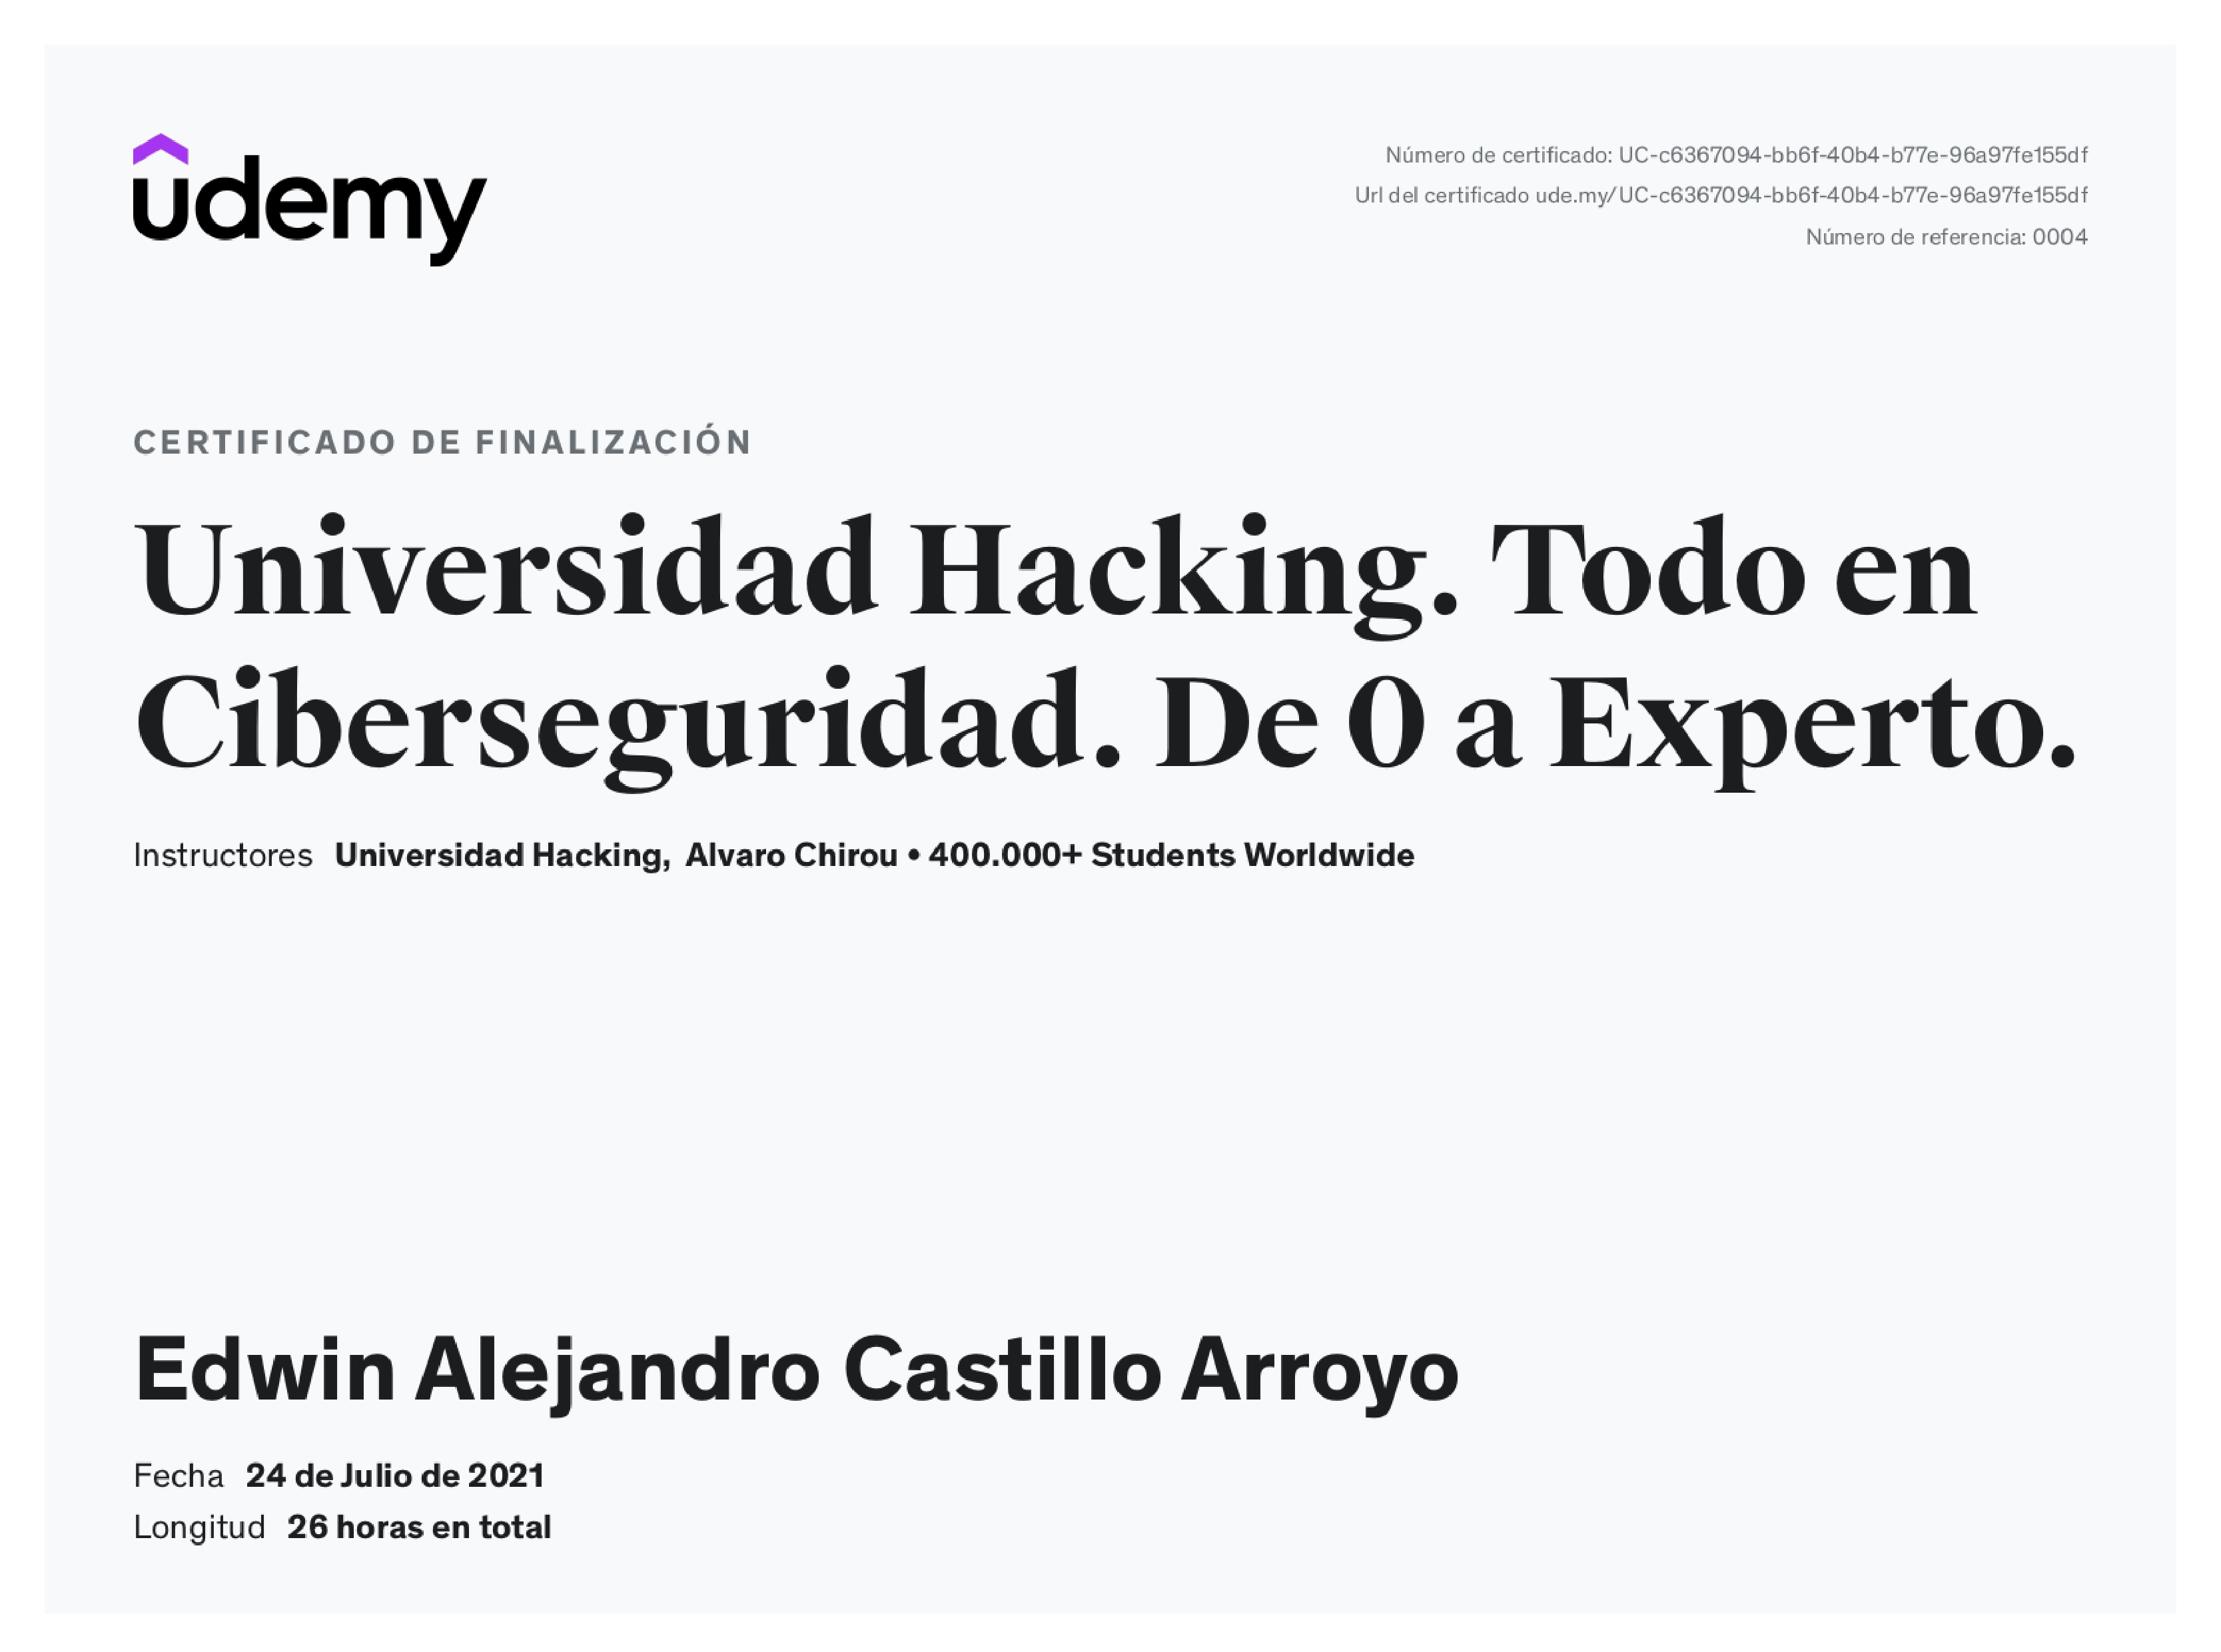 udemy
Número de certificado: UC-c6367094-bb6f-40b4-b77e-96a97fe155df
Url del certificado ude.my/UC-c6367094-bb6f-40b4-b77e-96a97fe155df
Número de referencia: 0004
CERTIFICADO DE FINALIZACIÓN
Universidad Hacking. Todo en
Ciberseguridad. De 0 a Experto.
Instructores Universidad Hacking, Alvaro Chirou • 400.000+ Students Worldwide
Edwin Alejandro Castillo Arroyo
Fecha 24 de Julio de 2021
Longitud 26 horas en total